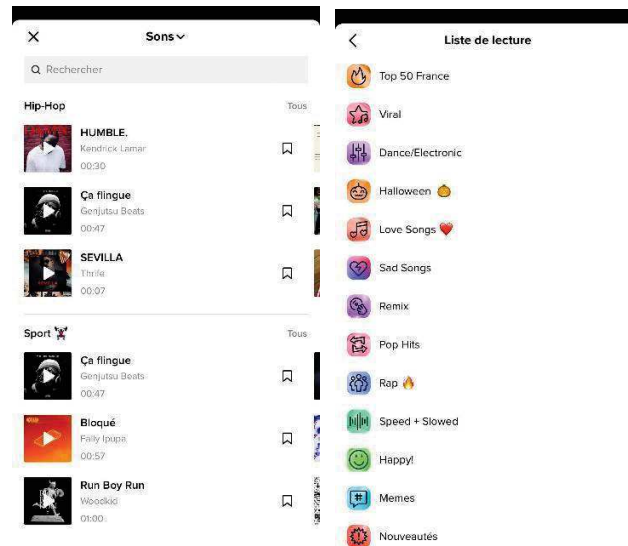 Sons
Rechercher
Hip-Hop
Tous
HUMBLE.
Kendrick Lamar
00:30
Ça flingue
Genjutsu Beats
00:47
SEVILLA
Thrife
00:07
Sport
Tous
Ça flingue
Genjutsu Beats
00:47
Bloqué
Fally Ipupa
00:57
Run Boy Run
Woodkid
01:00
Liste de lecture
Top 50 France
Viral
Dance/Electronic
Halloween 🎃
Love Songs ❤️
Sad Songs
Remix
Pop Hits
Rap 🔥
Speed + Slowed
Happy!
Memes
Nouveautés